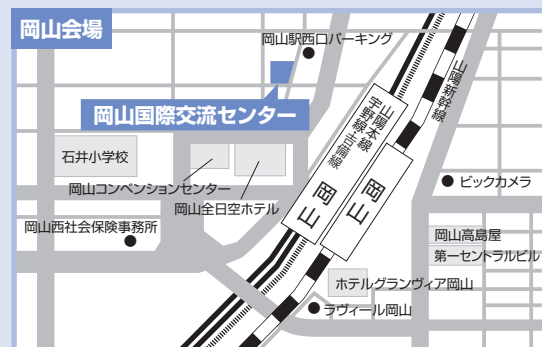 岡山会場
岡山駅西口パーキング
山陽新幹線
岡山国際交流センター
山陽本線
宇野線・吉備線
石井小学校
岡山コンベンションセンター
岡山全日空ホテル
岡山
岡山
ビックカメラ
岡山西社会保険事務所
岡山高島屋
第一セントラルビル
ホテルグランヴィア岡山
ラヴィール岡山